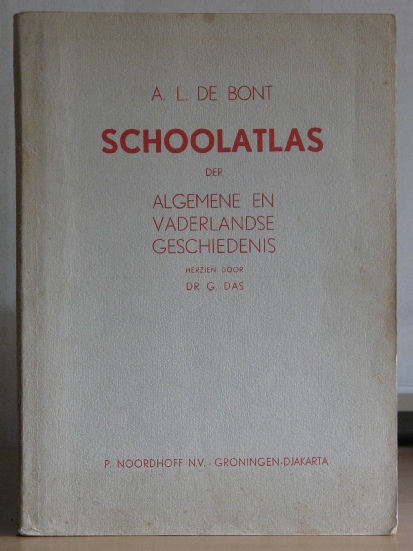 A. L. DE BONT
SCHOOLATLAS
DER
ALGEMENE EN
VADERLANDSE
GESCHIEDENIS
HERZIEN DOOR
DR G. DAS
P. NOORDHOFF N.V. - GRONINGEN-DJAKARTA